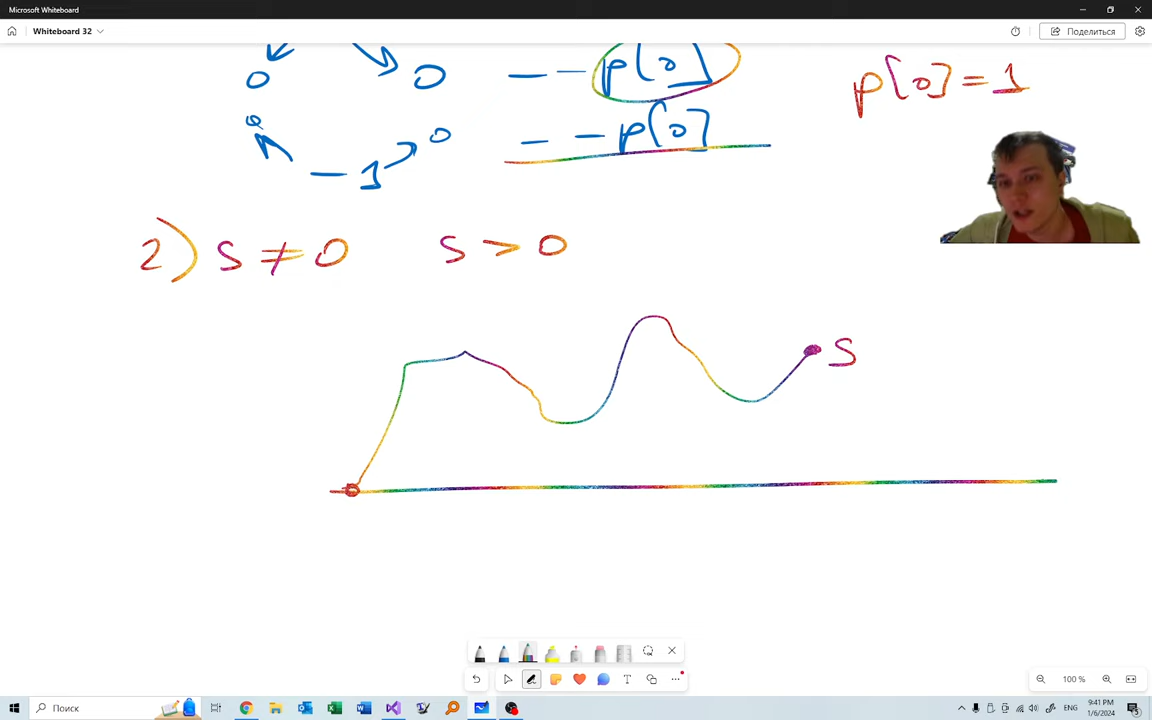 Microsoft Whiteboard
Whiteboard 32
Поделиться
0 0 - - p[0]
p[0] = 1
0 - 1 0 - - p[0]
2) s ≠ 0 s > 0
s
100 %
Поиск
ENG
9:41 PM
1/6/2024
5